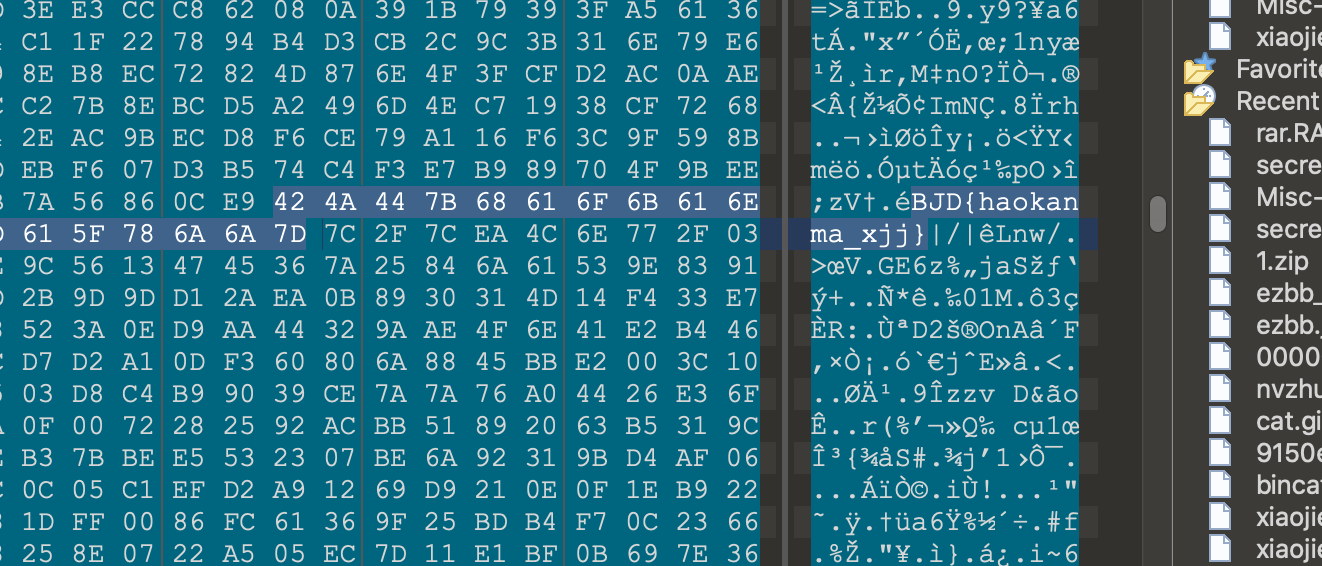 3E E3 CC C8 62 08 0A 39 1B 79 39 3F A5 61 36 =>ãÌÈb..9.y9?¥a6
C1 1F 22 78 94 B4 D3 CB 2C 9C 3B 31 6E 79 E6 tÁ."x”´ÓË,œ;1nyæ
8E B8 EC 72 82 4D 87 6E 4F 3F CF D2 AC 0A AE ¹Ž¸ìr‚M‡nO?ÏÒ¬.®
C2 7B 8E BC D5 A2 49 6D 4E C7 19 38 CF 72 68 <Â{Ž¼Õ¢ImNÇ.8Ïrh
2E AC 9B EC D8 F6 CE 79 A1 16 F6 3C 9F 59 8B ..¬›ìØöÎy¡.ö<ŸY‹
EB F6 07 D3 B5 74 C4 F3 E7 B9 89 70 4F 9B EE mëö.ÓµtÄóç¹‰pO›î
7A 56 86 0C E9 42 4A 44 7B 68 61 6F 6B 61 6E ;zV†.éBJD{haokan
61 5F 78 6A 6A 7D 7C 2F 7C EA 4C 6E 77 2F 03 ma_xjj}|/|êLnw/.
9C 56 13 47 45 36 7A 25 84 6A 61 53 9E 83 91 >œV.GE6z%„jaSžƒ‘
2B 9D 9D D1 2A EA 0B 89 30 31 4D 14 F4 33 E7 ý+..Ñ*ê.‰01M.ô3ç
52 3A 0E D9 AA 44 32 9A AE 4F 6E 41 E2 B4 46 ÈR:.ÙªD2š®OnAâ´F
D7 D2 A1 0D F3 60 80 6A 88 45 BB E2 00 3C 10 ,×Ò¡.ó`€jˆE»â.<.
03 D8 C4 B9 90 39 CE 7A 7A 76 A0 44 26 E3 6F ..ØÄ¹.9Îzzv D&ão
0F 00 72 28 25 92 AC BB 51 89 20 63 B5 31 9C Ê..r(%’¬»Q‰ cµ1œ
B3 7B BE E5 53 23 07 BE 6A 92 31 9B D4 AF 06 Î³{¾åS#.¾j’1›Ô¯.
0C 05 C1 EF D2 A9 12 69 D9 21 0E 0F 1E B9 22 ...ÁïÒ©.iÙ!...¹"
1D FF 00 86 FC 61 36 9F 25 BD B4 F7 0C 23 66 ˜.ÿ.†üa6Ÿ%½´÷.#f
25 8E 07 22 A5 05 EC 7D 11 E1 BF 0B 69 7E 36 .%Ž."¥.ì}.á¿.i~6
Misc-
xiaojie
Favorite
Recent
rar.RA
secre
Misc-
secre
1.zip
ezbb_
ezbb.
0000
nvzhu
cat.gi
9150e
binca
xiaojie
xiaojie